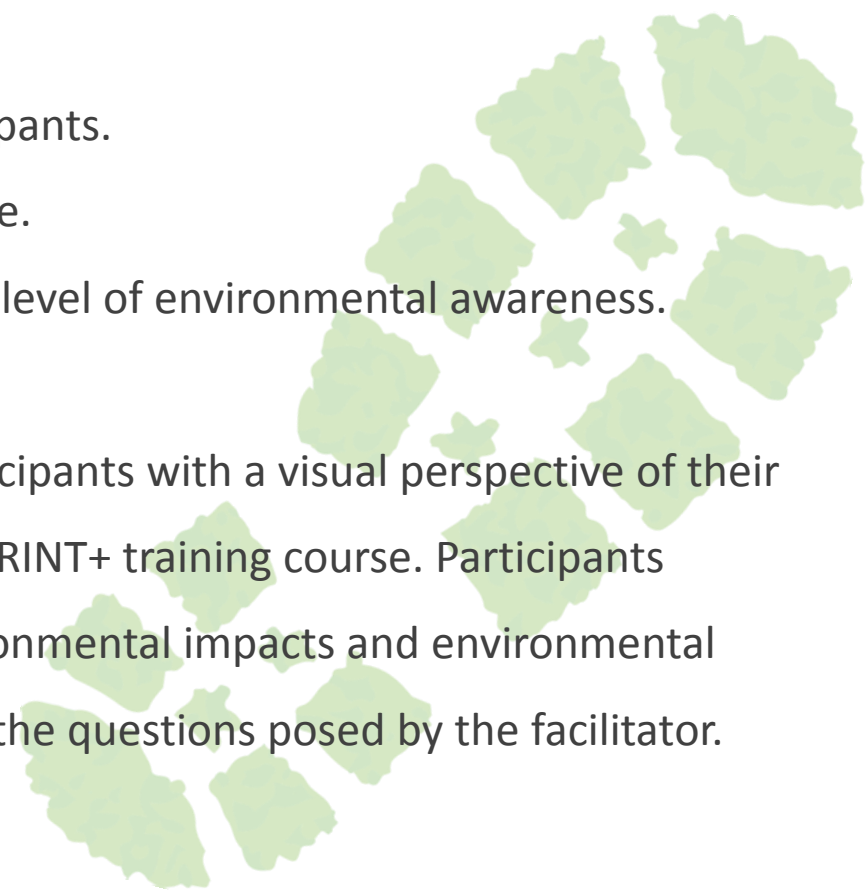 pants.
e.
level of environmental awareness.
cipants with a visual perspective of their
RINT+ training course. Participants
onmental impacts and environmental
the questions posed by the facilitator.